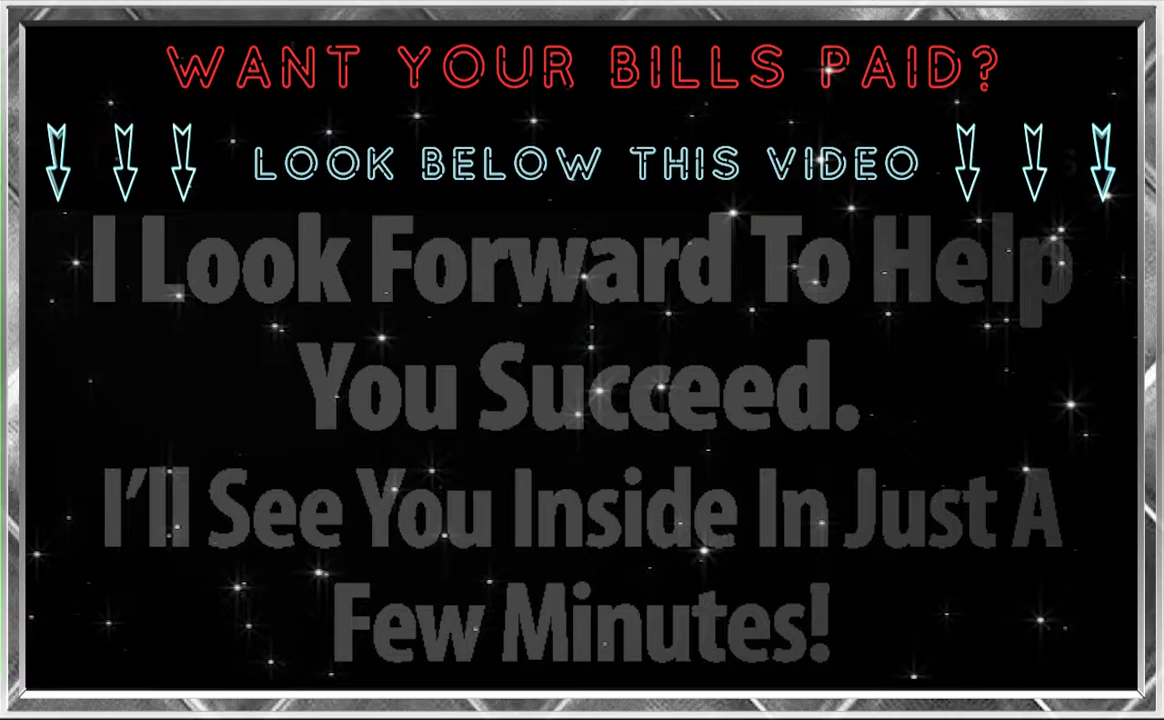 WANT YOUR BILLS PAID?
LOOK BELOW THIS VIDEO
I Look Forward To Help
You Succeed.
I'll See You Inside In Just A
Few Minutes!